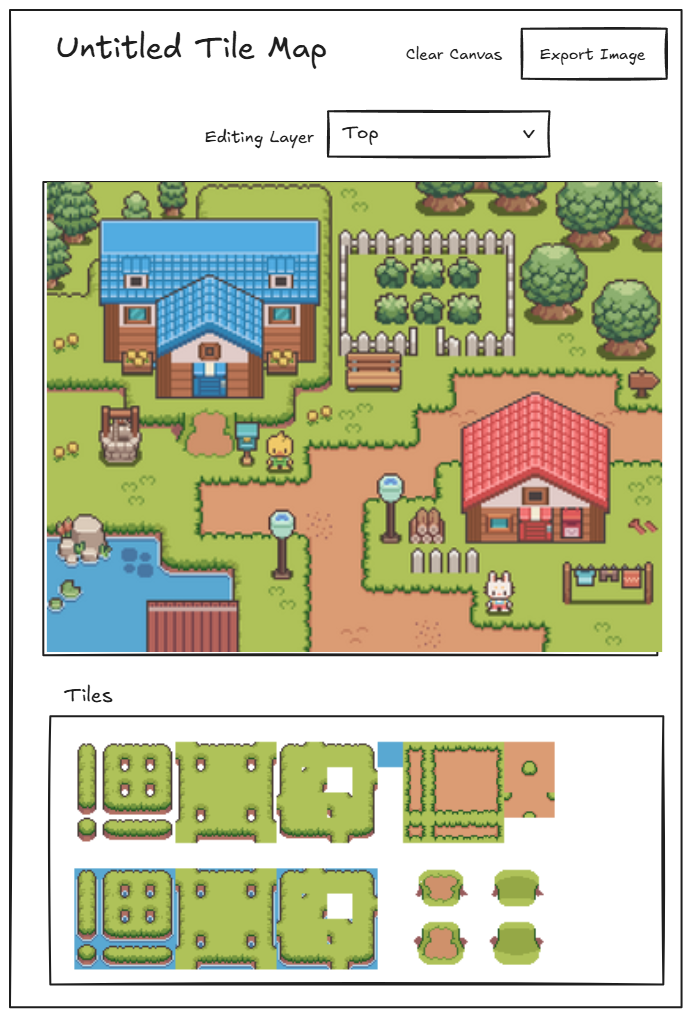 Untitled Tile Map
Clear Canvas
Export Image
Editing Layer
Top
Tiles